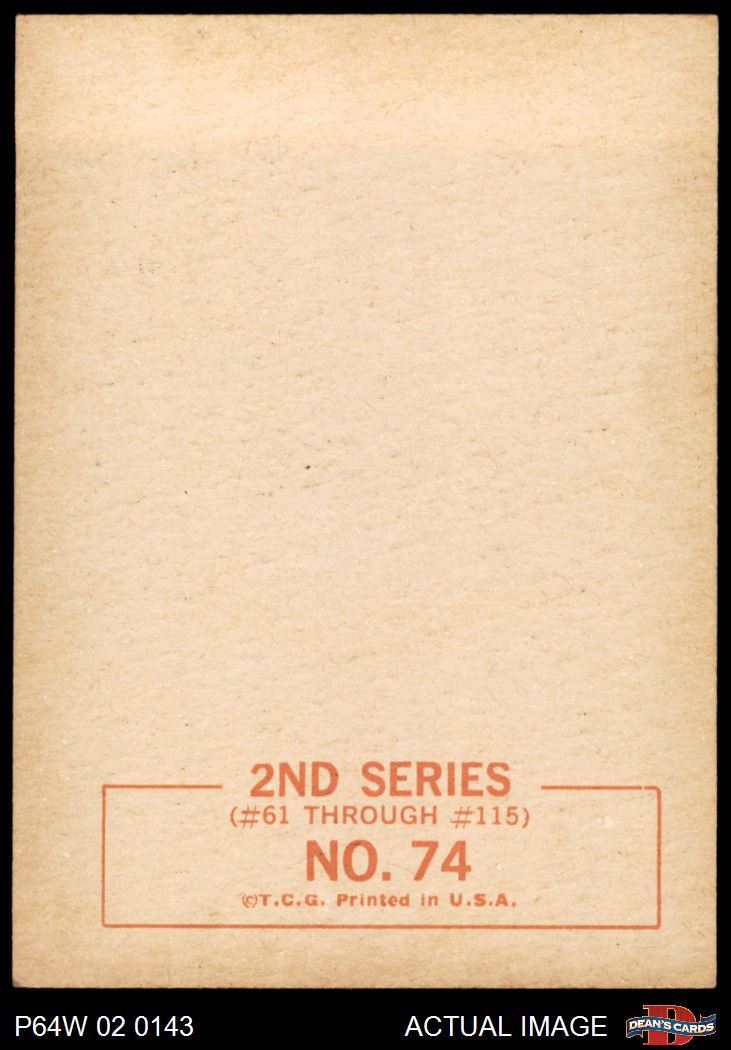 2ND SERIES
(#61 THROUGH #115)
NO. 74
©T.C.G. Printed in U.S.A.
P64W 02 0143
ACTUAL IMAGE
D
DEAN'S CARDS